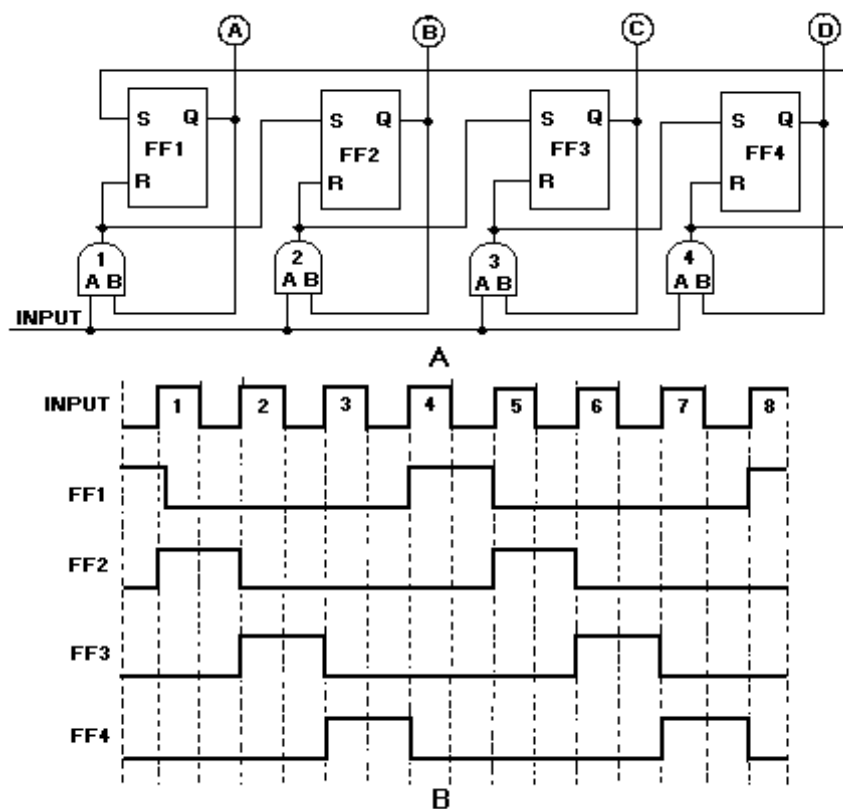 A B C D
S Q S Q S Q S Q
FF1 FF2 FF3 FF4
R R R R
1 2 3 4
A B A B A B A B
INPUT
A
INPUT 1 2 3 4 5 6 7 8
FF1
FF2
FF3
FF4
B